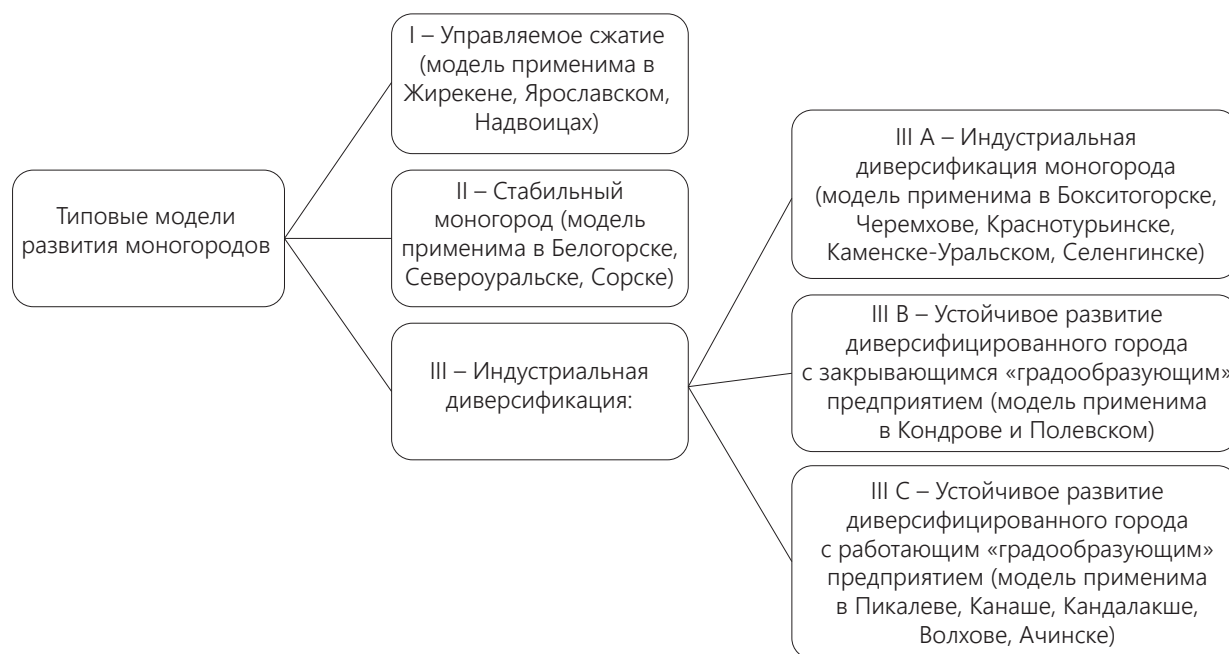 Типовые модели
развития моногородов
I – Управляемое сжатие
(модель применима в
Жирекене, Ярославском,
Надвоицах)
II – Стабильный
моногород (модель
применима в Белогорске,
Североуральске, Сорске)
III – Индустриальная
диверсификация:
III A – Индустриальная
диверсификация моногорода
(модель применима в Бокситогорске,
Черемхове, Краснотурьинске,
Каменске-Уральском, Селенгинске)
III B – Устойчивое развитие
диверсифицированного города
с закрывающимся «градообразующим»
предприятием (модель применима
в Кондрове и Полевском)
III C – Устойчивое развитие
диверсифицированного города
с работающим «градообразующим»
предприятием (модель применима
в Пикалеве, Канаше, Кандалакше,
Волхове, Ачинске)